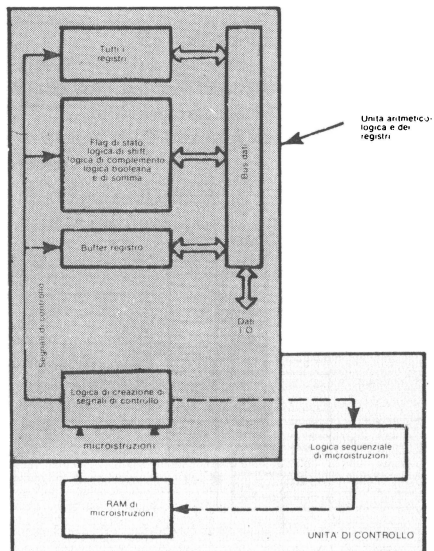 Tutti i
registri
Flag di stato
logica di shift
logica di complemento
logica booleana
e di somma
Buffer registro
Bus dati
Unità aritmetico-
logica e dei
registri
Segnali di controllo
Dati
I/O
Logica di creazione di
segnali di controllo
microistruzioni
Logica sequenziale
di microistruzioni
RAM di
microistruzioni
UNITA' DI CONTROLLO